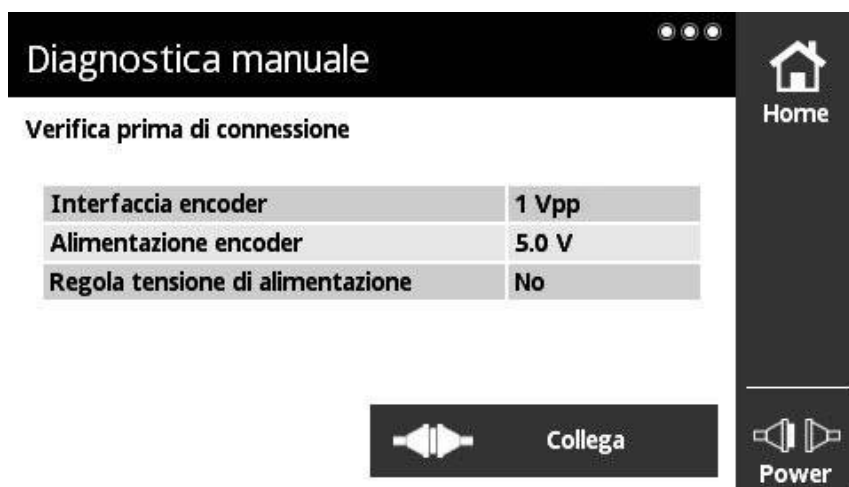 Diagnostica manuale
Home
Verifica prima di connessione
Interfaccia encoder 1 Vpp
Alimentazione encoder 5.0 V
Regola tensione di alimentazione No
Collega
Power